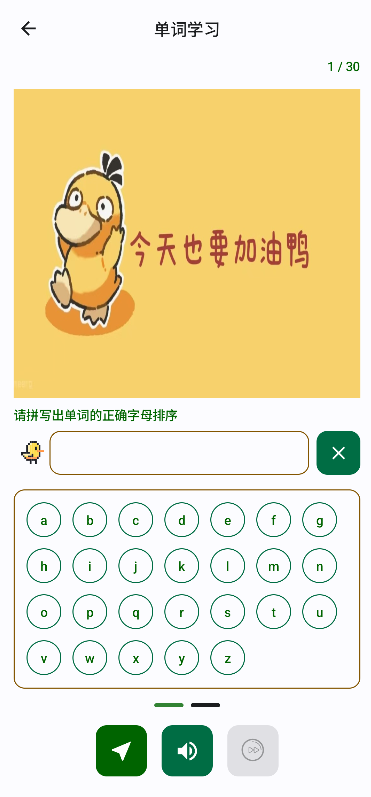 单词学习
1 / 30
今天也要加油鸭
请拼写出单词的正确字母排序
a b c d e f g
h i j k l m n
o p q r s t u
v w x y z